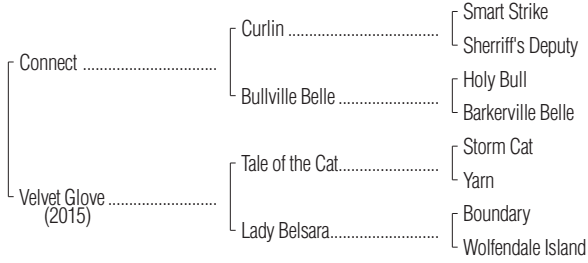 Smart Strike
Curlin
Sherriff's Deputy
Connect
Holy Bull
Bullville Belle
Barkerville Belle
Storm Cat
Tale of the Cat
Yarn
Velvet Glove
(2015)
Boundary
Lady Belsara
Wolfendale Island